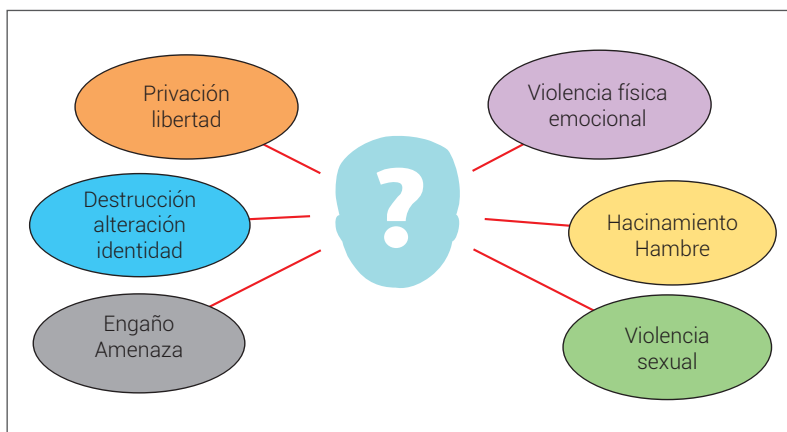 Privación
libertad
Violencia física
emocional
Destrucción
alteración
identidad
?
Hacinamiento
Hambre
Engaño
Amenaza
Violencia
sexual